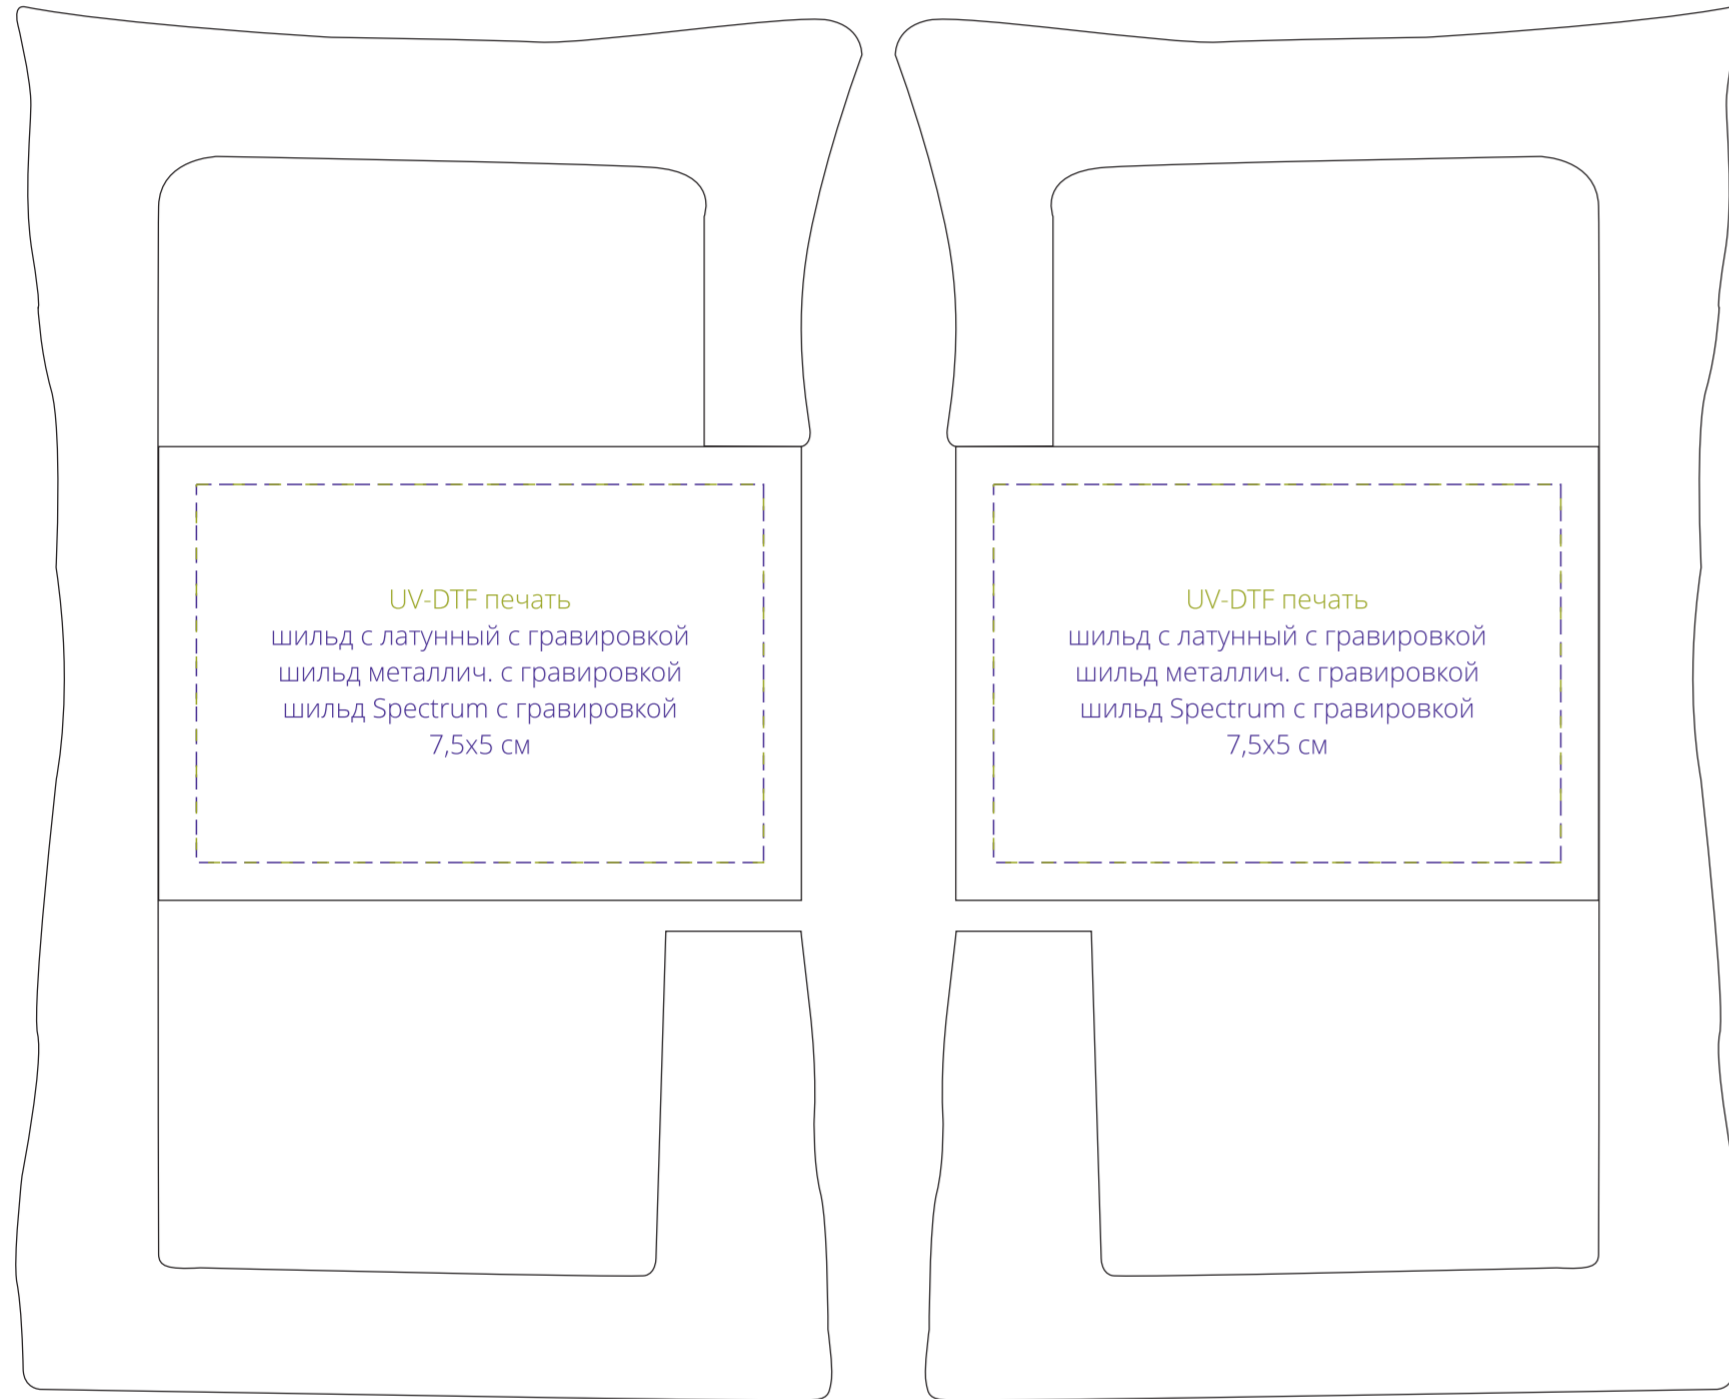 UV-DTF печать
шильд с латунный с гравировкой
шильд металлич. с гравировкой
шильд Spectrum с гравировкой
7,5х5 см
UV-DTF печать
шильд с латунный с гравировкой
шильд металлич. с гравировкой
шильд Spectrum с гравировкой
7,5х5 см